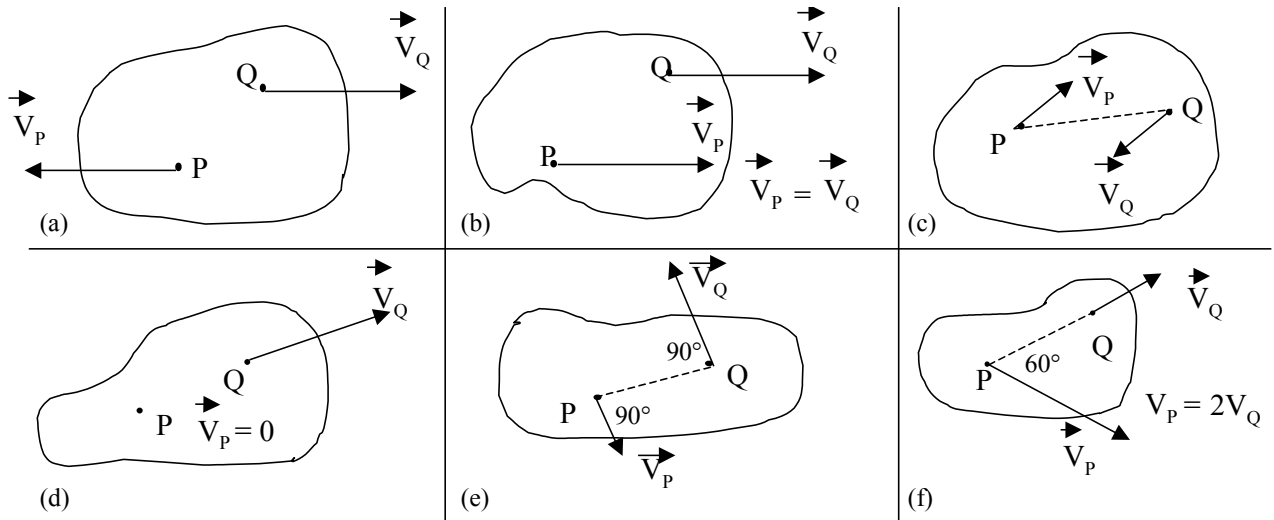 V_Q
Q
V_P
P
(a)
V_Q
Q
V_P
P
V_P = V_Q
(b)
V_P
Q
P
V_Q
(c)
V_Q
Q
P
V_P = 0
(d)
V_Q
90°
Q
P
90°
V_P
(e)
V_Q
Q
P
60°
V_P = 2V_Q
V_P
(f)